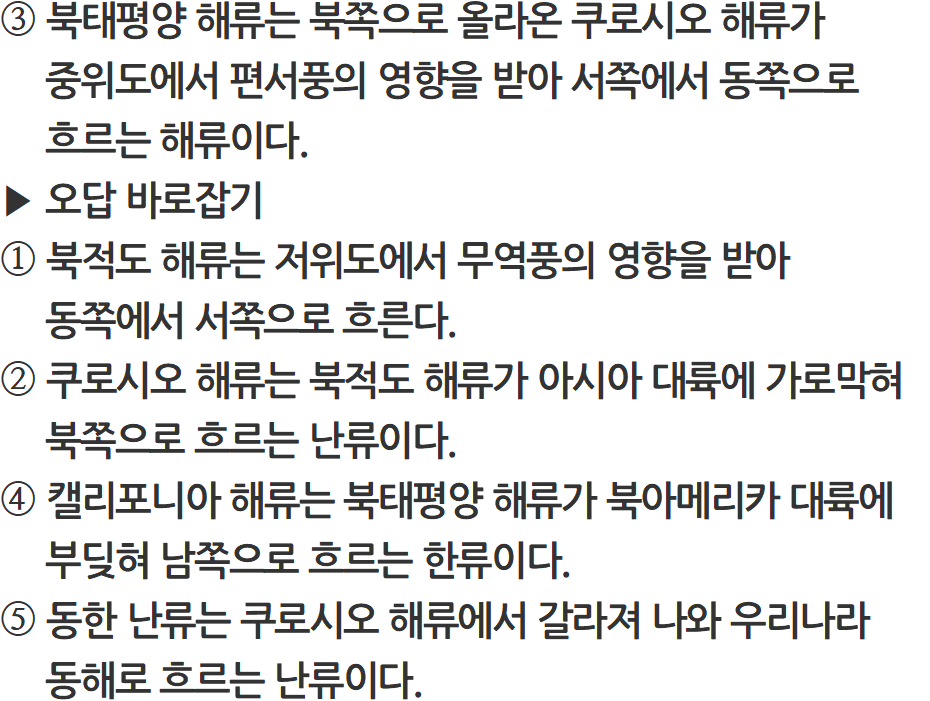 ③ 북태평양 해류는 북쪽으로 올라온 쿠로시오 해류가
중위도에서 편서풍의 영향을 받아 서쪽에서 동쪽으로
흐르는 해류이다.
▶ 오답 바로잡기
① 북적도 해류는 저위도에서 무역풍의 영향을 받아
동쪽에서 서쪽으로 흐른다.
② 쿠로시오 해류는 북적도 해류가 아시아 대륙에 가로막혀
북쪽으로 흐르는 난류이다.
④ 캘리포니아 해류는 북태평양 해류가 북아메리카 대륙에
부딪혀 남쪽으로 흐르는 한류이다.
⑤ 동한 난류는 쿠로시오 해류에서 갈라져 나와 우리나라
동해로 흐르는 난류이다.